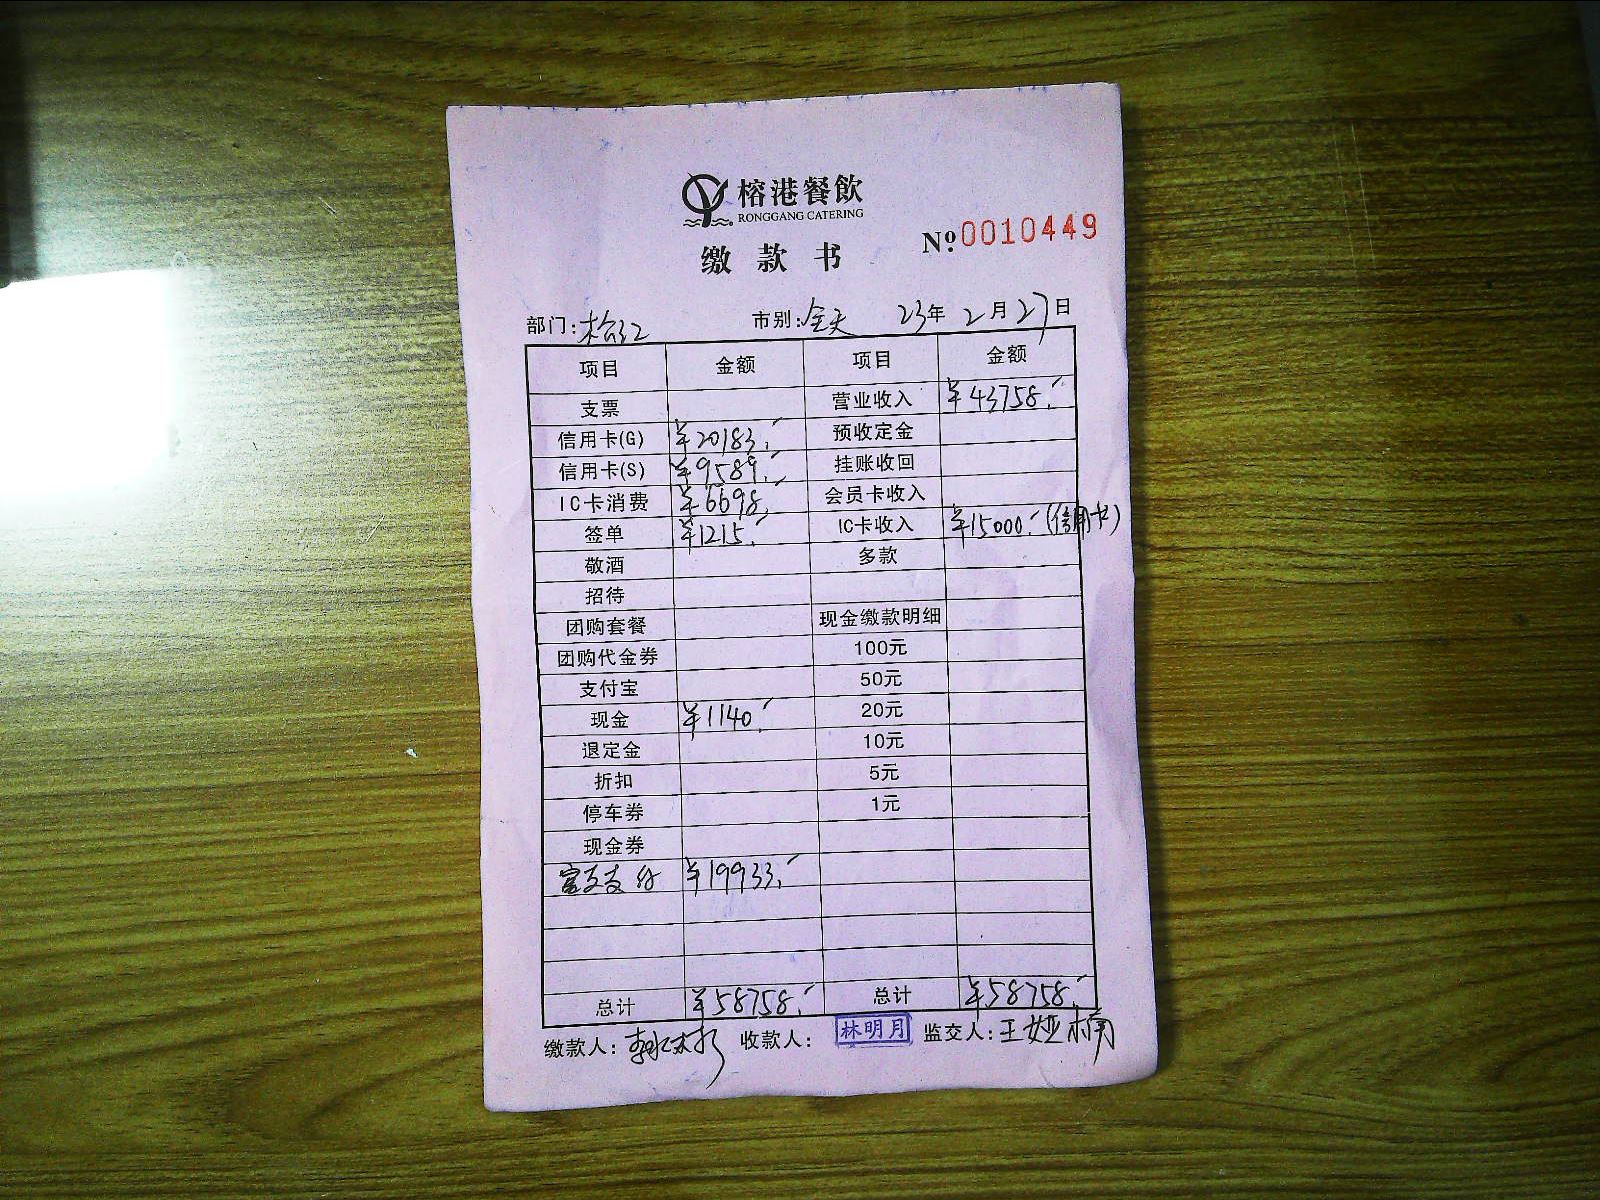 榕港餐飲
RONGGANG CATERING
缴款书
Nº 0010449
部门: 市别:全天 23年 2月 27日
项目 金额 项目 金额
支票 营业收入 ¥43758.-
信用卡(G) ¥20183.- 预收定金
信用卡(S) ¥9589.- 挂账收回
IC卡消费 ¥6698.- 会员卡收入
签单 ¥1215.- IC卡收入 ¥15000.-(信用卡)
敬酒 多款
招待
团购套餐 现金缴款明细
团购代金券 100元
支付宝 50元
现金 ¥1140.- 20元
退定金 10元
折扣 5元
停车券 1元
现金券
¥19933.-
总计 ¥58758.- 总计 ¥58758.-
缴款人: 收款人: 林明月 监交人:王娅楠